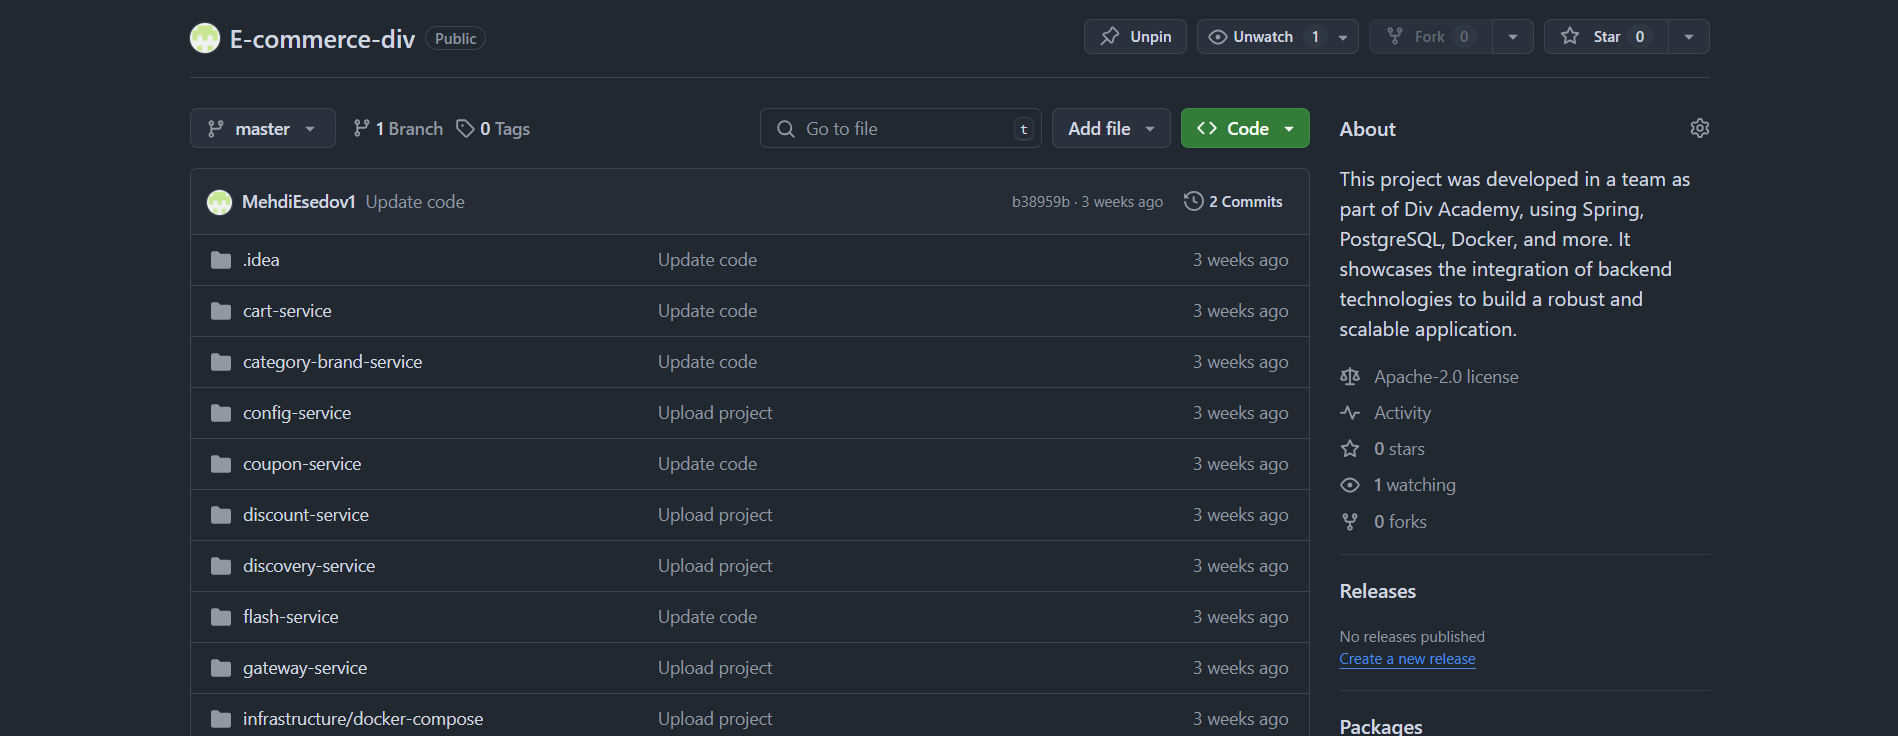 E-commerce-div Public
Unpin
Unwatch 1
Fork 0
Star 0
master
1 Branch
0 Tags
Go to file t
Add file
Code
MehdiEsedov1 Update code b38959b · 3 weeks ago 2 Commits
.idea Update code 3 weeks ago
cart-service Update code 3 weeks ago
category-brand-service Update code 3 weeks ago
config-service Upload project 3 weeks ago
coupon-service Update code 3 weeks ago
discount-service Upload project 3 weeks ago
discovery-service Upload project 3 weeks ago
flash-service Update code 3 weeks ago
gateway-service Upload project 3 weeks ago
infrastructure/docker-compose Upload project 3 weeks ago
About
This project was developed in a team as
part of Div Academy, using Spring,
PostgreSQL, Docker, and more. It
showcases the integration of backend
technologies to build a robust and
scalable application.
Apache-2.0 license
Activity
0 stars
1 watching
0 forks
Releases
No releases published
Create a new release
Packages